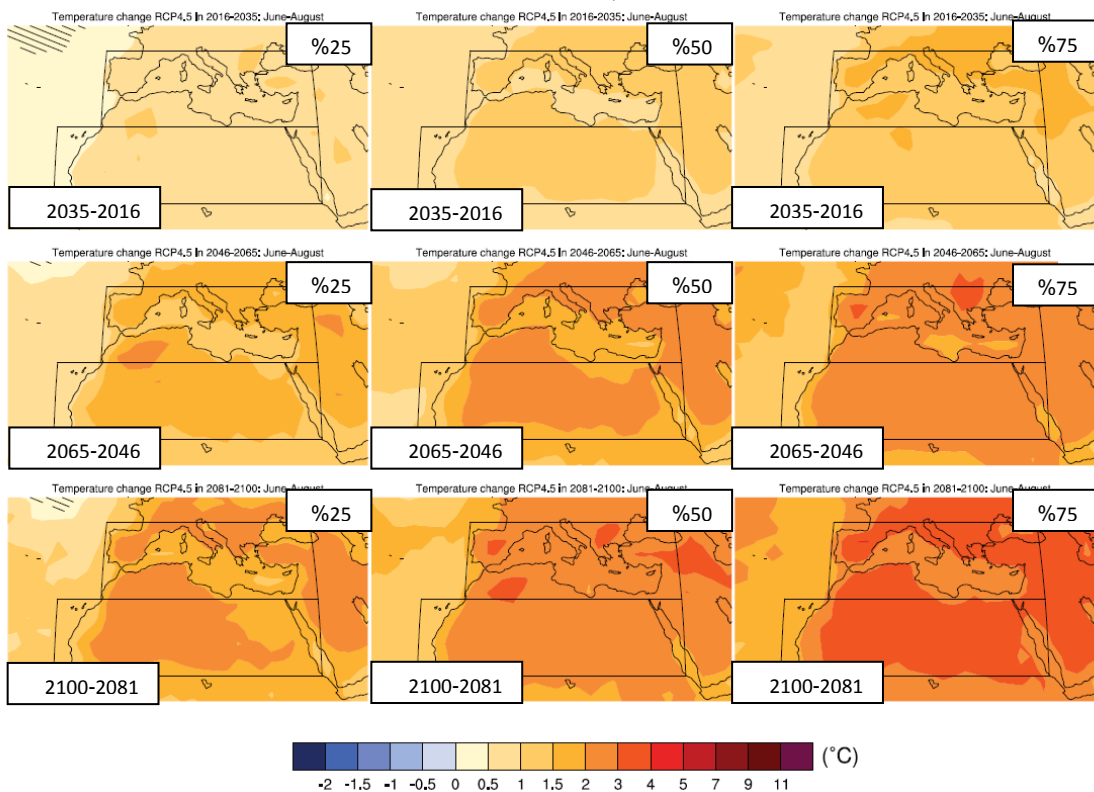 Temperature change RCP4.5 in 2016-2035: June-August
%25
2035-2016
Temperature change RCP4.5 in 2016-2035: June-August
%50
2035-2016
Temperature change RCP4.5 in 2016-2035: June-August
%75
2035-2016
Temperature change RCP4.5 in 2046-2065: June-August
%25
2065-2046
Temperature change RCP4.5 in 2046-2065: June-August
%50
2065-2046
Temperature change RCP4.5 in 2046-2065: June-August
%75
2065-2046
Temperature change RCP4.5 in 2081-2100: June-August
%25
2100-2081
Temperature change RCP4.5 in 2081-2100: June-August
%50
2100-2081
Temperature change RCP4.5 in 2081-2100: June-August
%75
2100-2081
(°C)
-2 -1.5 -1 -0.5 0 0.5 1 1.5 2 3 4 5 7 9 11